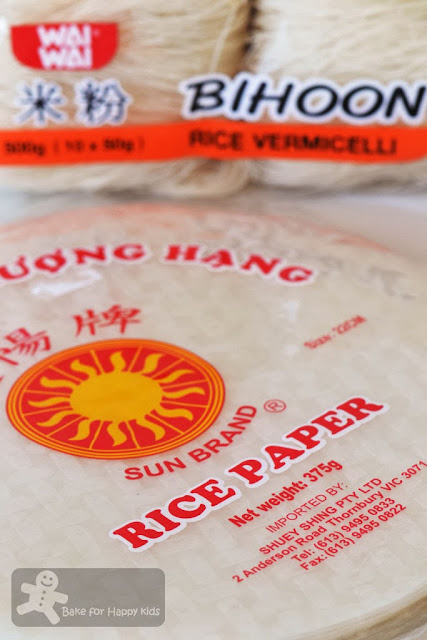 WAI
WAI
米粉
BIHOON
500g ( 10 x 50g )
RICE VERMICELLI
ƯỢNG HẠNG
陽牌
Size: 22CM
SUN BRAND ®
RICE PAPER
Net weight: 375g
IMPORTED BY:
SHUEY SHING PTY LTD
2 Anderson Road Thornbury VIC 3071
Tel: (613) 9495 0833
Fax: (613) 9495 0822
Bake for Happy Kids